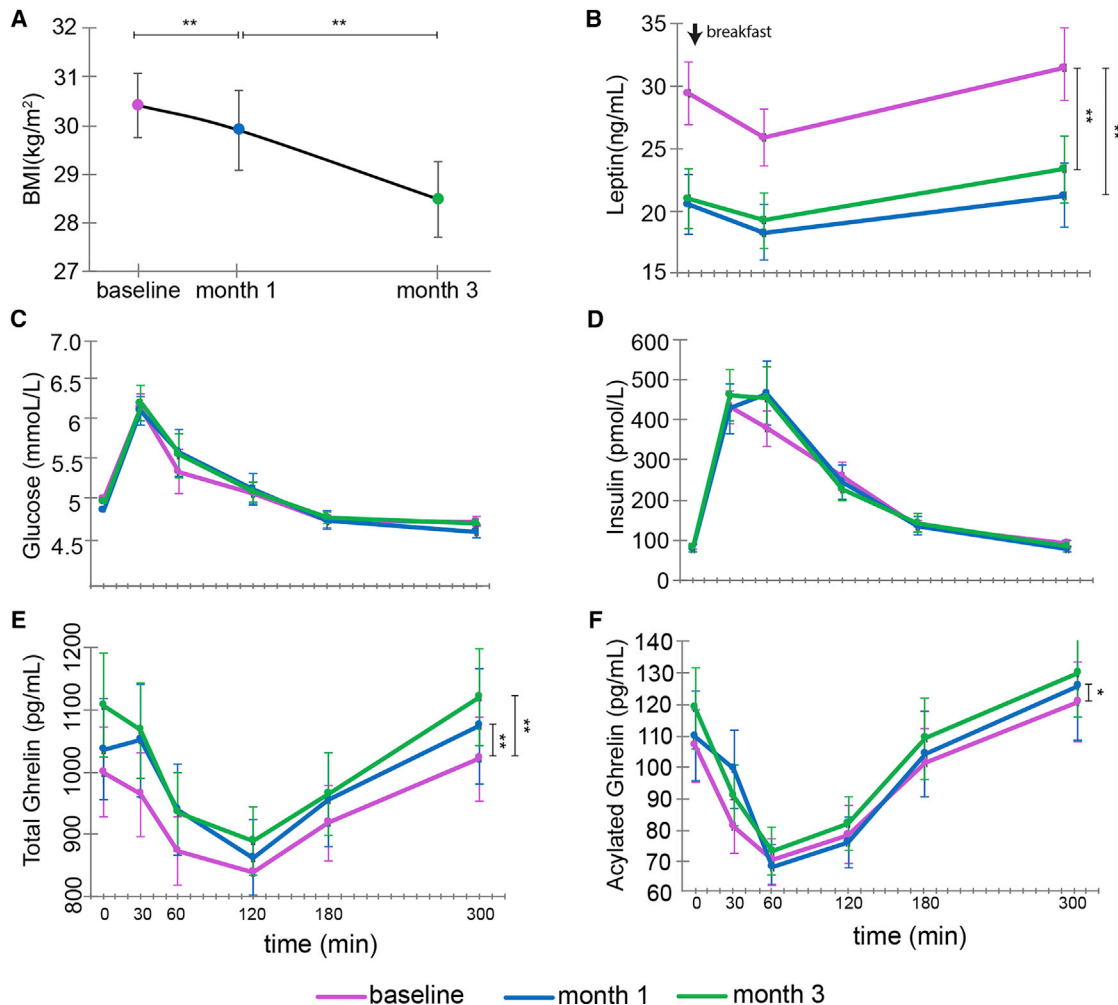 A
BMI(kg/m²)
32
31
30
29
28
27
**
**
baseline month 1 month 3
B
Leptin(ng/mL)
35
30
25
20
15
breakfast
**
**
C
Glucose (mmoL/L)
7.0
6.5
6
5.5
5
4.5
D
Insulin (pmol/L)
600
500
400
300
200
100
0
E
Total Ghrelin (pg/mL)
1200
1100
1000
900
800
**
**
0 30 60 120 180 300
time (min)
F
Acylated Ghrelin (pg/mL)
140
130
120
110
100
90
80
70
60
*
0 30 60 120 180 300
time (min)
baseline month 1 month 3